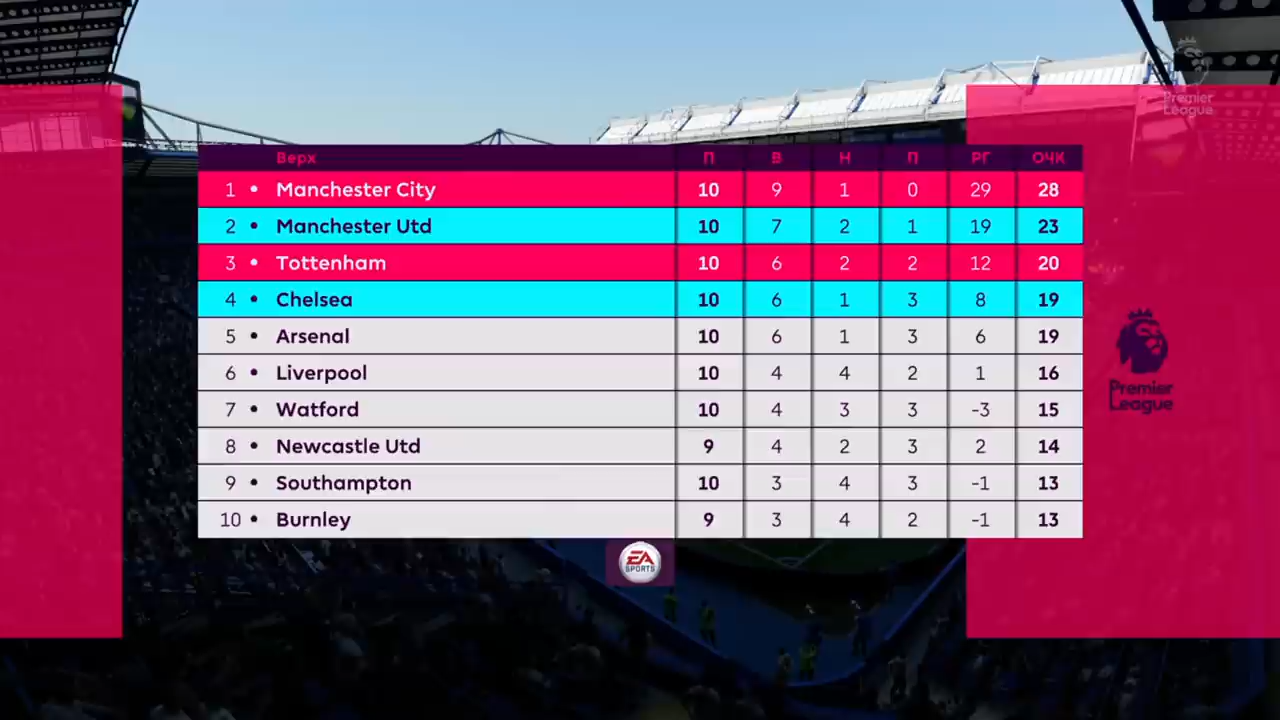 Premier
League
Верх П В Н П РГ ОЧК
1 • Manchester City 10 9 1 0 29 28
2 • Manchester Utd 10 7 2 1 19 23
3 • Tottenham 10 6 2 2 12 20
4 • Chelsea 10 6 1 3 8 19
5 • Arsenal 10 6 1 3 6 19
6 • Liverpool 10 4 4 2 1 16
7 • Watford 10 4 3 3 -3 15
8 • Newcastle Utd 9 4 2 3 2 14
9 • Southampton 10 3 4 3 -1 13
10 • Burnley 9 3 4 2 -1 13
Premier
League
EA
SPORTS